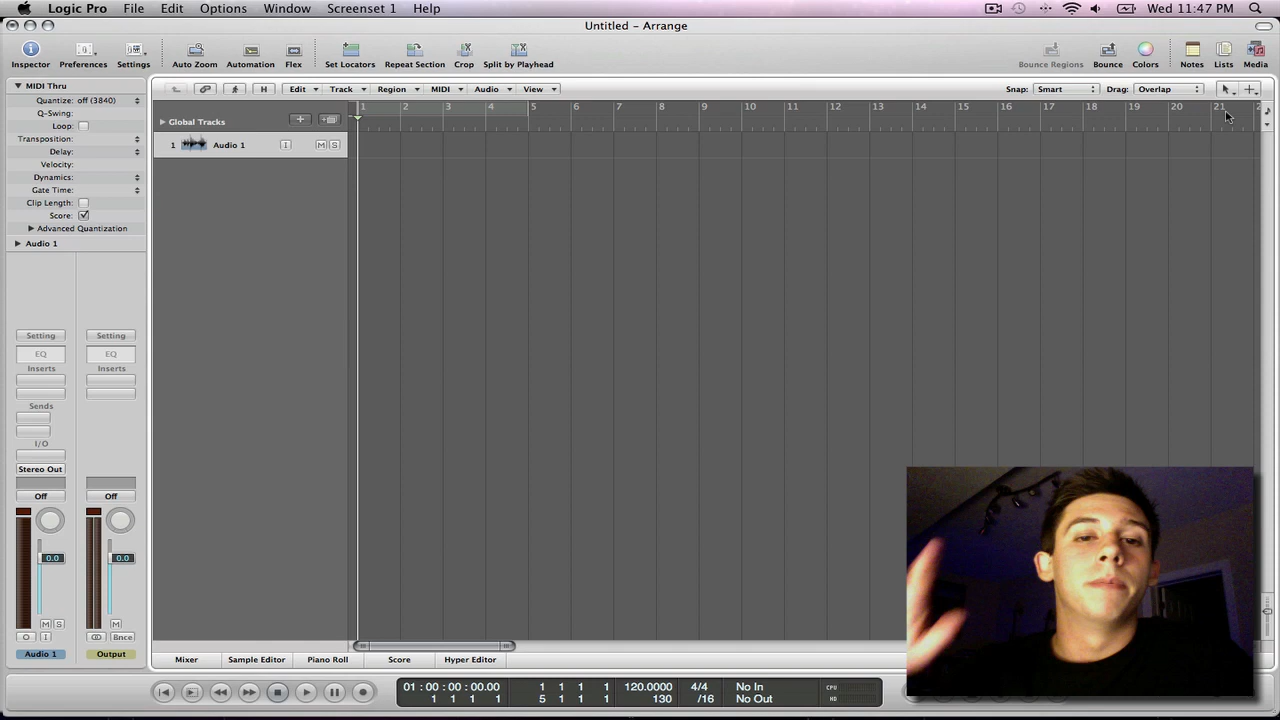 Logic Pro File Edit Options Window Screenset 1 Help Wed 11:47 PM
Untitled – Arrange
Inspector Preferences Settings Auto Zoom Automation Flex Set Locators Repeat Section Crop Split by Playhead Bounce Regions Bounce Colors Notes Lists Media
MIDI Thru
H Edit Track Region MIDI Audio View Snap: Smart Drag: Overlap
Quantize: off (3840)
Q-Swing:
Loop:
Transposition:
Delay:
Velocity:
Dynamics:
Gate Time:
Clip Length:
Score:
Advanced Quantization
Audio 1
1 2 3 4 5 6 7 8 9 10 11 12 13 14 15 16 17 18 19 20 21
Global Tracks
1 Audio 1 I M S
Setting Setting
EQ EQ
Inserts Inserts
Sends
I/O
Stereo Out
Off Off
0.0 0.0
M S M
O I Bnce
Audio 1 Output
Mixer Sample Editor Piano Roll Score Hyper Editor
01 : 00 : 00 : 00.00 1 1 1 1 120.0000 4/4 No In CPU
1 1 1 1 5 1 1 1 130 /16 No Out HD